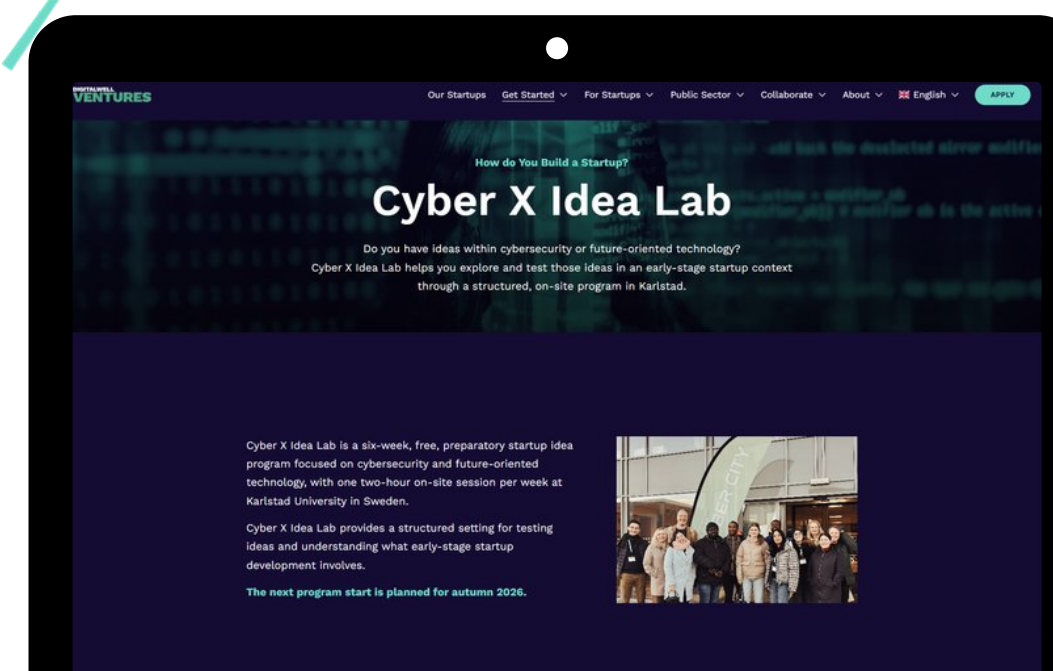 DIGITALWELL
VENTURES
Our Startups Get Started For Startups Public Sector Collaborate About English APPLY
How do You Build a Startup?
Cyber X Idea Lab
Do you have ideas within cybersecurity or future-oriented technology?
Cyber X Idea Lab helps you explore and test those ideas in an early-stage startup context
through a structured, on-site program in Karlstad.
Cyber X Idea Lab is a six-week, free, preparatory startup idea
program focused on cybersecurity and future-oriented
technology, with one two-hour on-site session per week at
Karlstad University in Sweden.
Cyber X Idea Lab provides a structured setting for testing
ideas and understanding what early-stage startup
development involves.
The next program start is planned for autumn 2026.
CITY